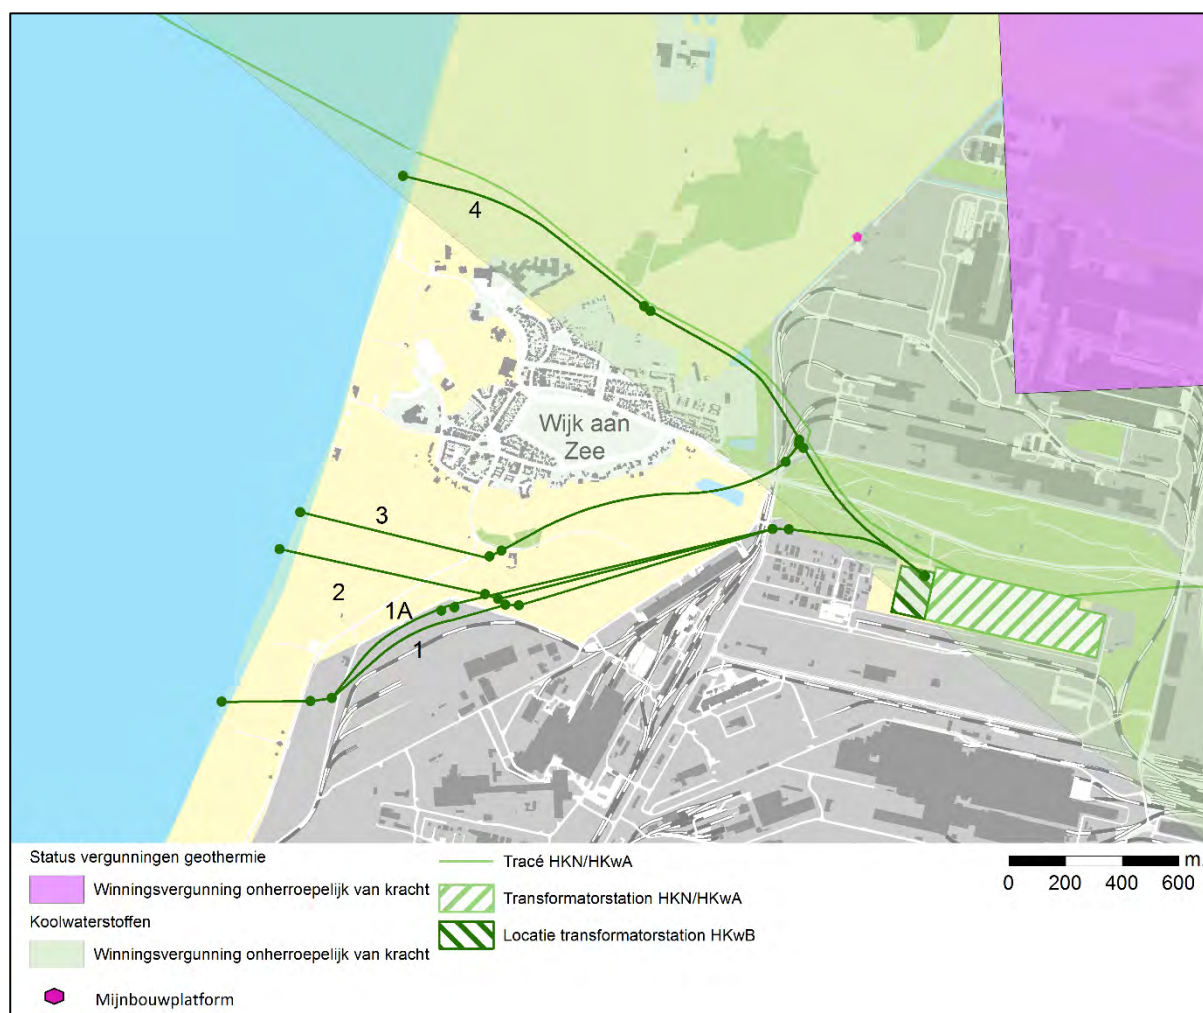 4
Wijk aan
Zee
3
2
1A
1
Status vergunningen geothermie
Winningsvergunning onherroepelijk van kracht
Koolwaterstoffen
Winningsvergunning onherroepelijk van kracht
Mijnbouwplatform
Tracé HKN/HKwA
Transformatorstation HKN/HKwA
Locatie transformatorstation HKwB
m.
0 200 400 600